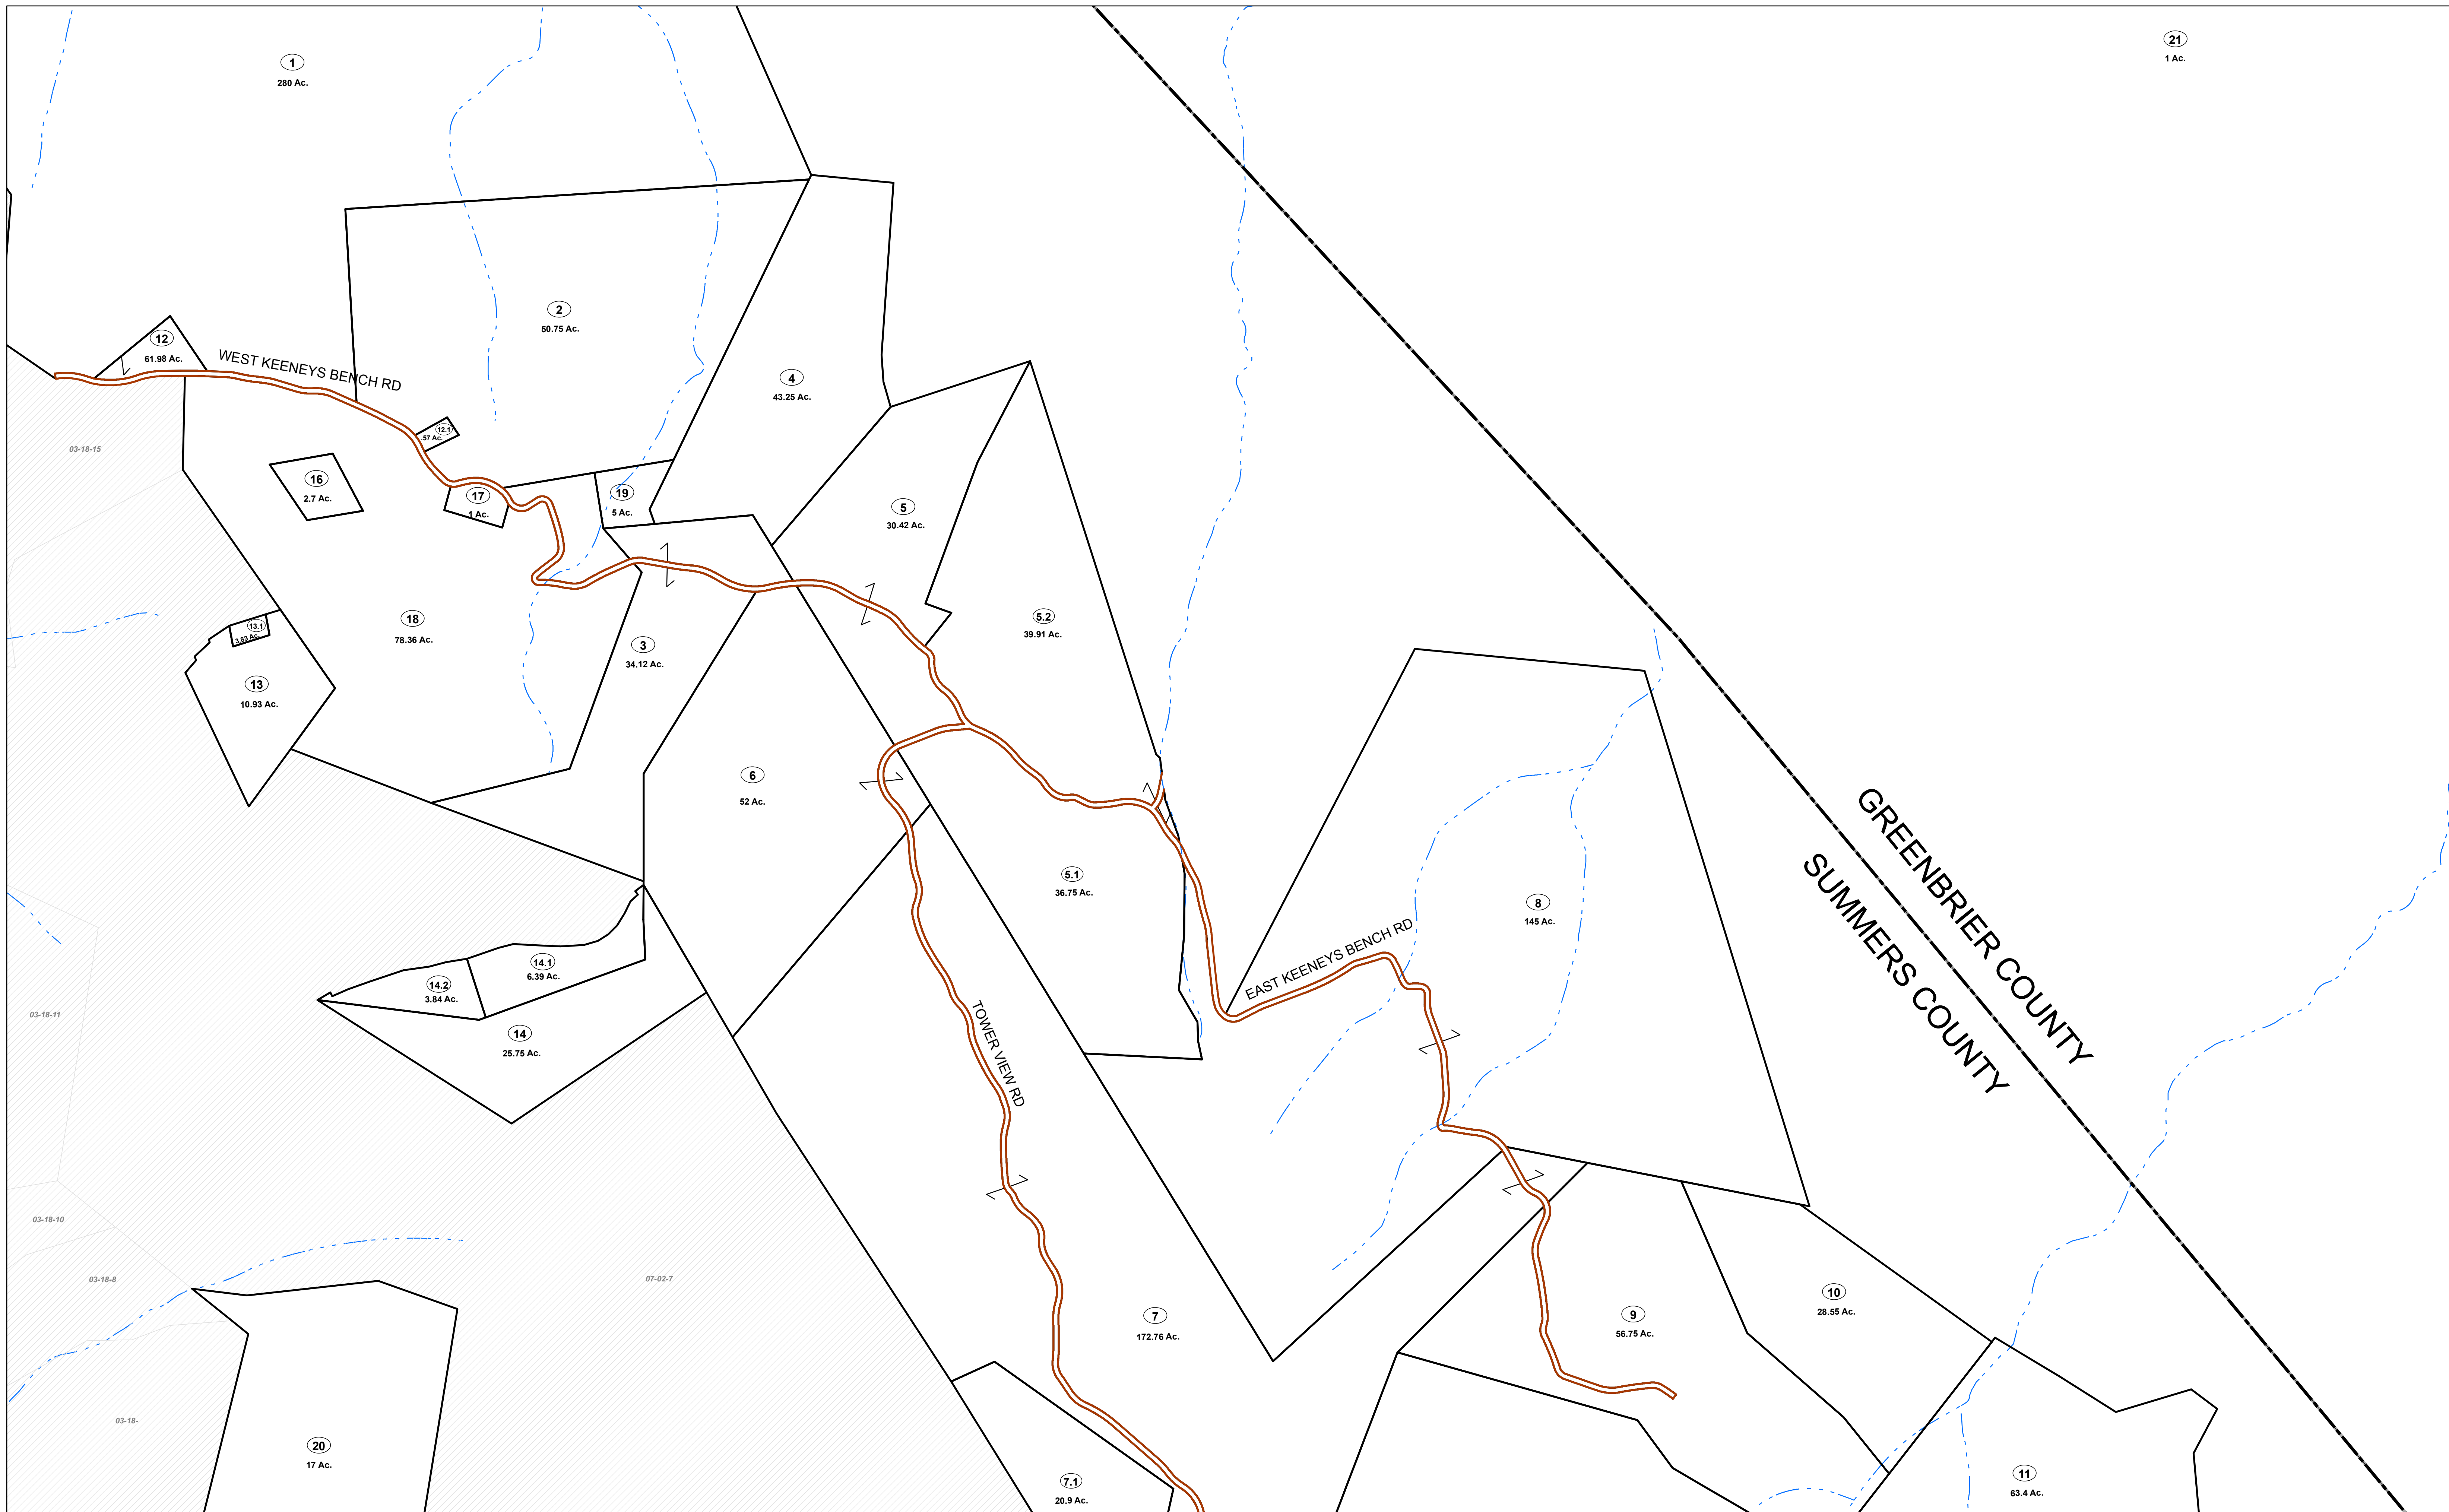 21
1 Ac.
1
280 Ac.
2
50.75 Ac.
12
61.98 Ac.
WEST KEENEYS BENCH RD
4
43.25 Ac.
12.1
.57 Ac.
03-18-15
16
2.7 Ac.
17
1 Ac.
19
5 Ac.
5
30.42 Ac.
5.2
39.91 Ac.
18
78.36 Ac.
13.1
3.83 Ac.
3
34.12 Ac.
13
10.93 Ac.
6
52 Ac.
GREENBRIER COUNTY
SUMMERS COUNTY
5.1
36.75 Ac.
8
145 Ac.
EAST KEENEYS BENCH RD
14.1
6.39 Ac.
14.2
3.84 Ac.
03-18-11
14
25.75 Ac.
TOWER VIEW RD
03-18-10
03-18-8
07-02-7
10
28.55 Ac.
9
56.75 Ac.
7
172.76 Ac.
03-18-
20
17 Ac.
7.1
20.9 Ac.
11
63.4 Ac.